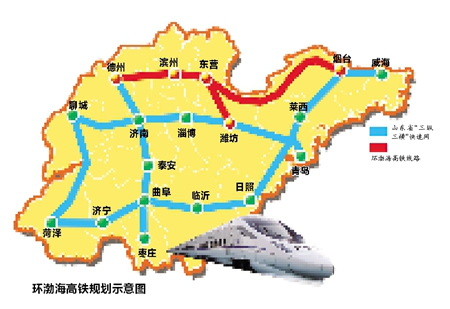 烟台
威海
德州
滨州
东营
聊城
济南
淄博
潍坊
莱西
青岛
山东省“三纵
三横”快速网
环渤海高铁线路
泰安
曲阜
临沂
日照
菏泽
济宁
枣庄
环渤海高铁规划示意图